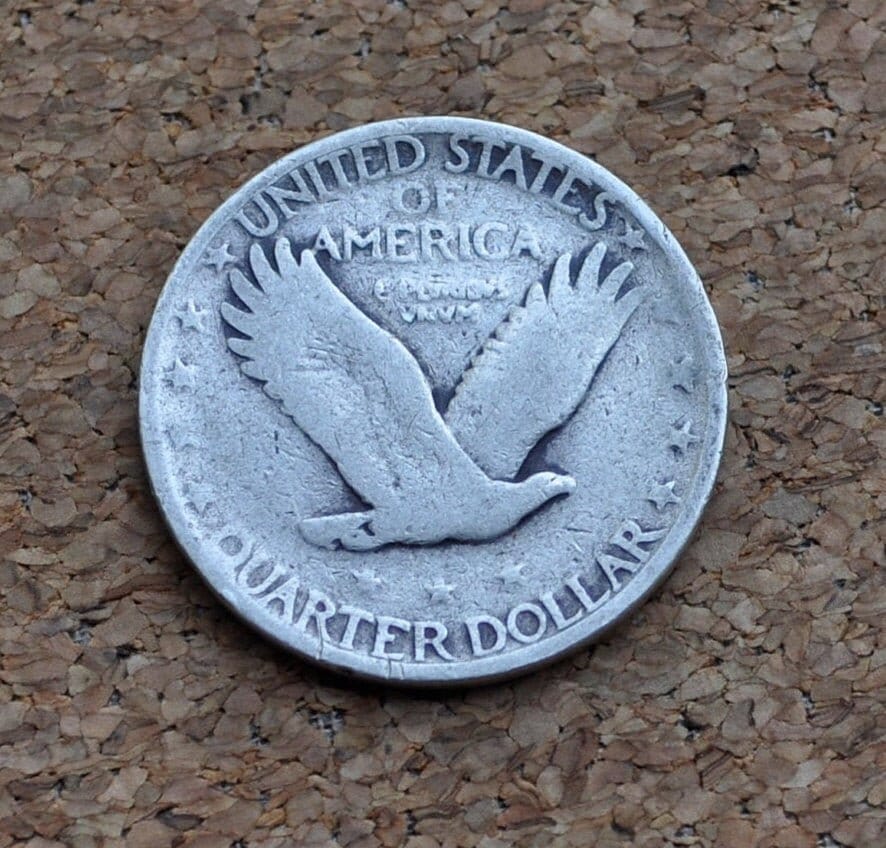 UNITED STATES
OF
AMERICA
E PLURIBUS
UNUM
QUARTER DOLLAR